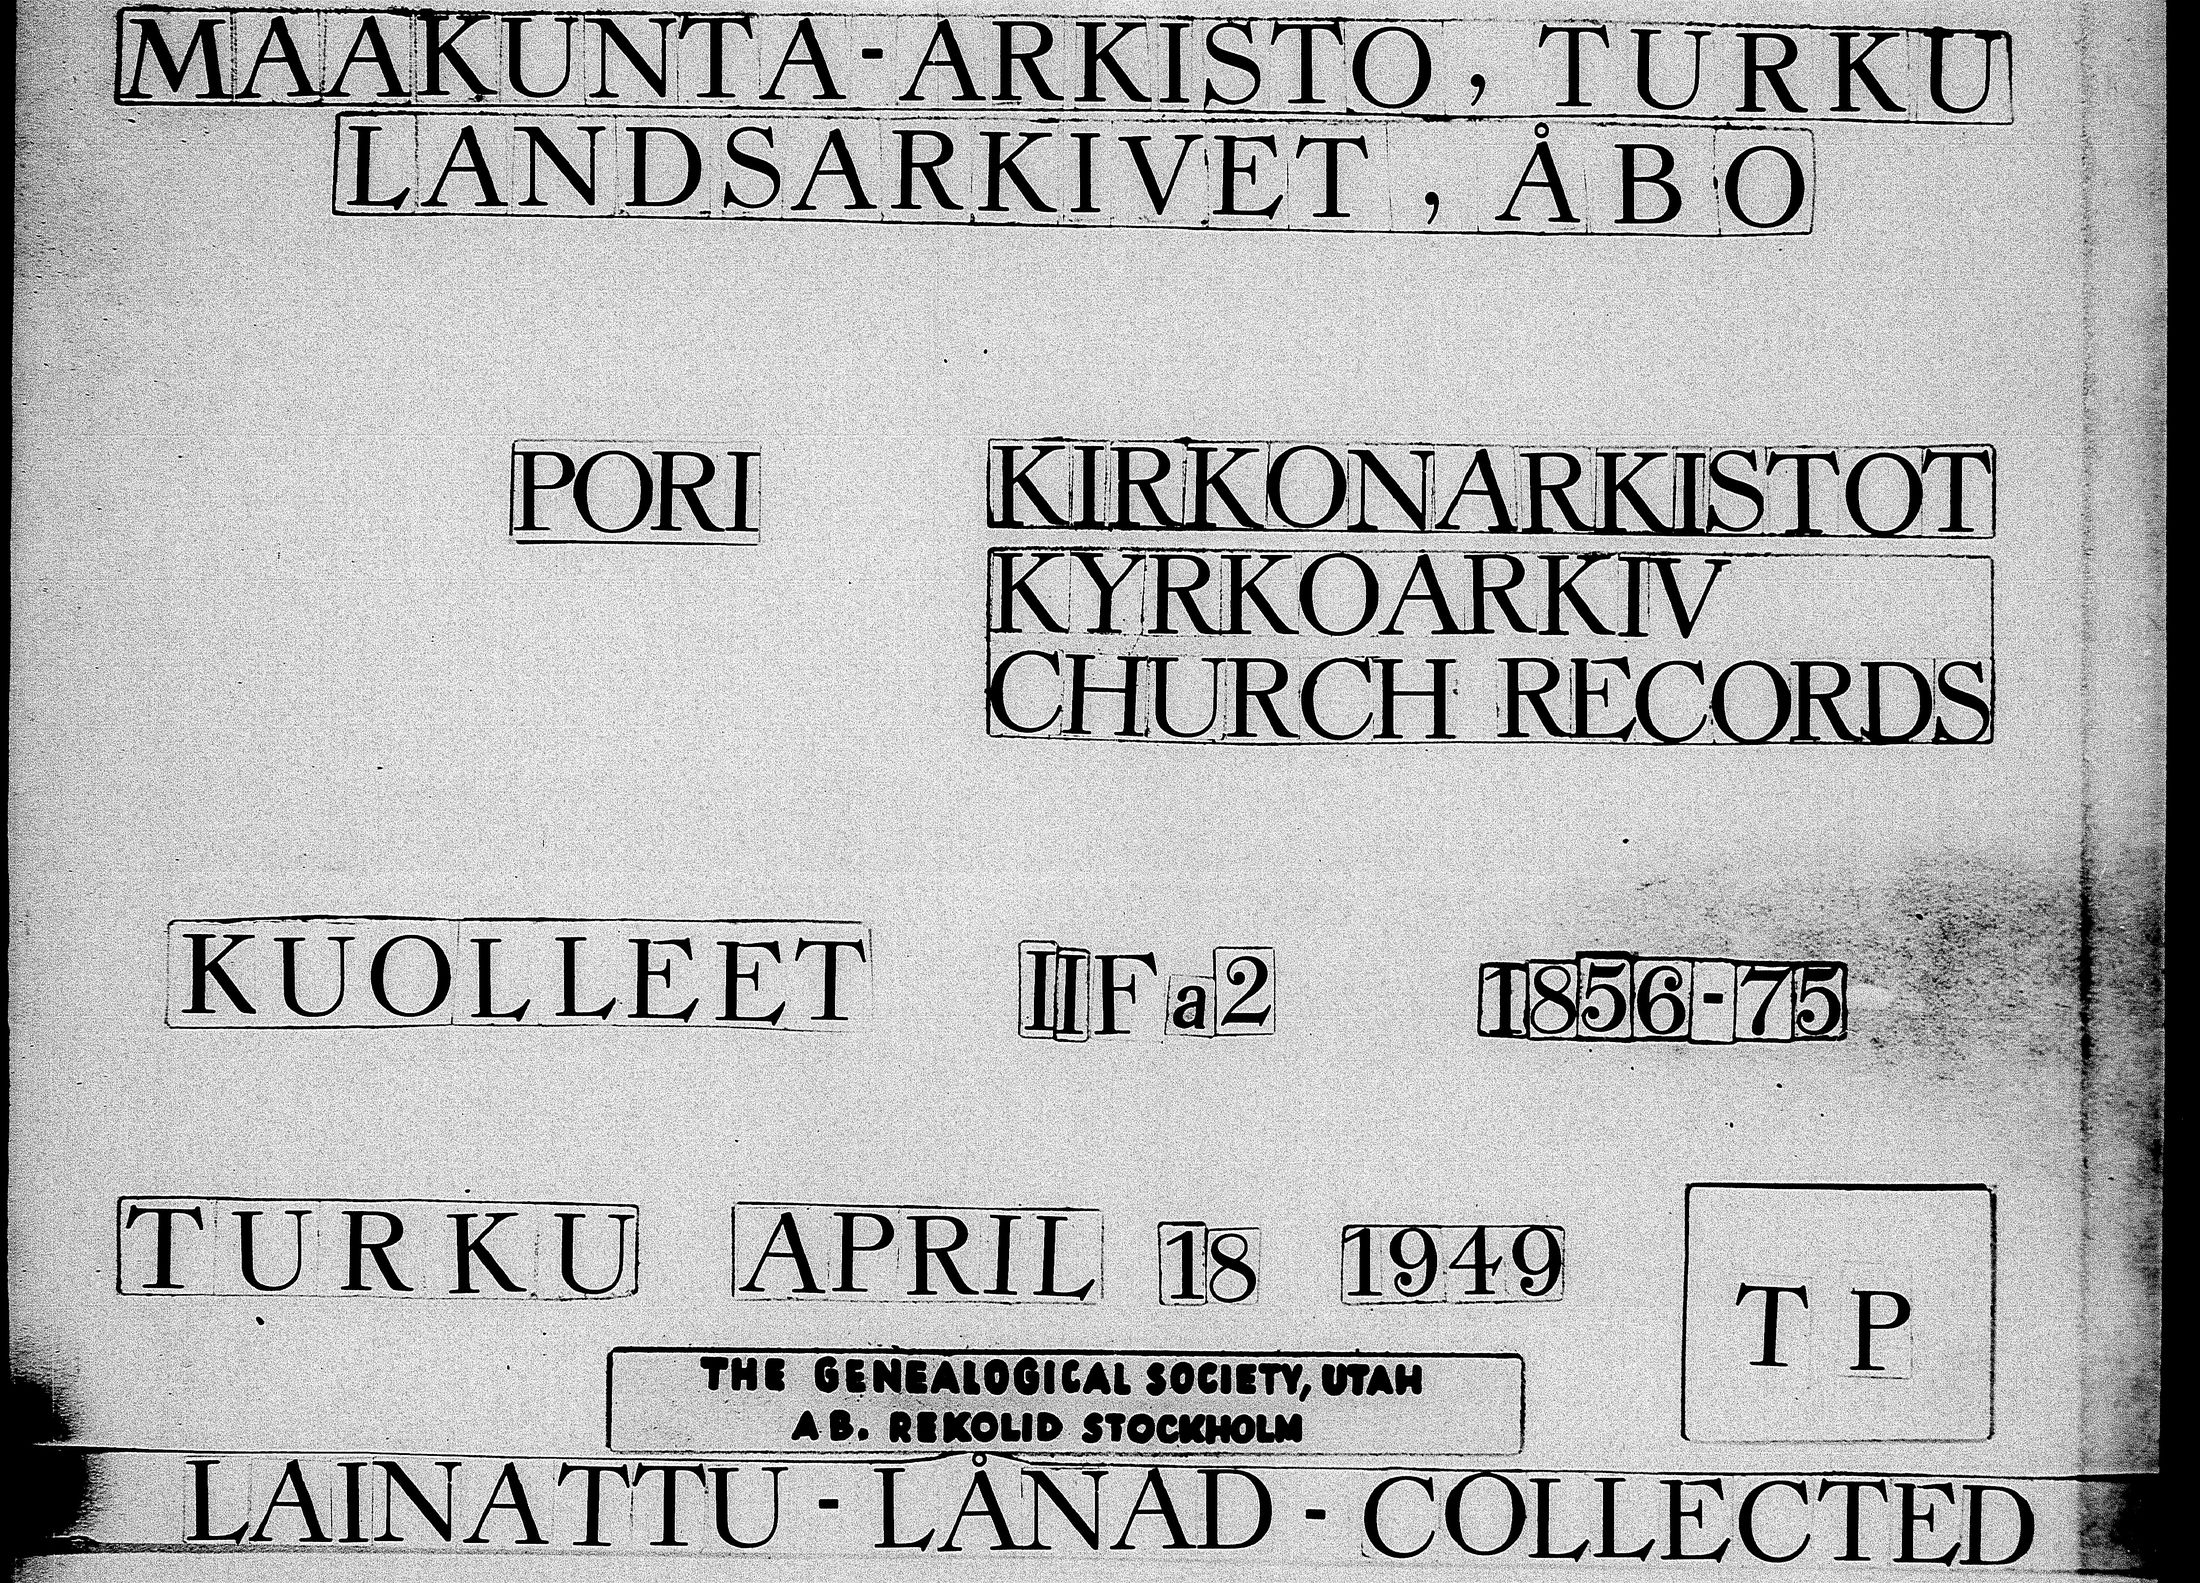 MAAKUNTA-ARKISTO, TURKU
LANDSARKIVET, ÅBO
PORI KIRKONARKISTOT
KYRKOARKIV
CHURCH RECORDS
KUOLLEET IIFa2 1856-75
TURKU APRIL 18 1949
TP
THE GENEALOGICAL SOCIETY, UTAH
AB. REKOLID STOCKHOLM
LAINATTU - LÅNAD - COLLECTED